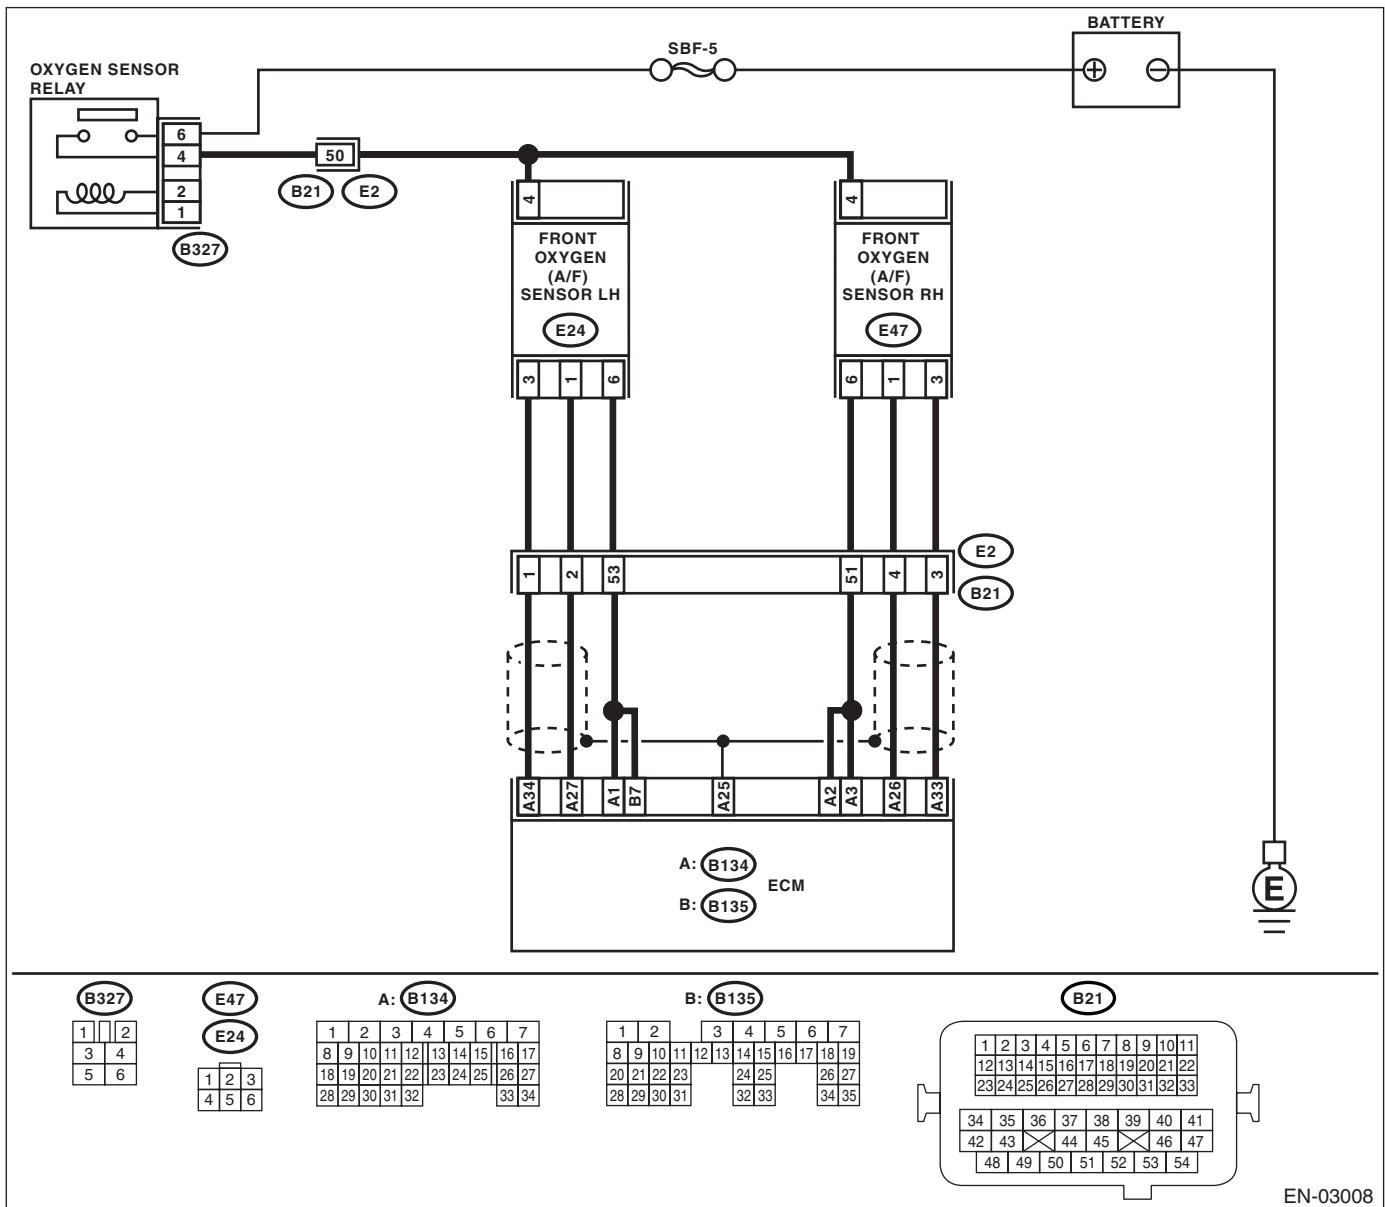 BATTERY
SBF-5
OXYGEN SENSOR
RELAY
6
4
2
1
50
B21 E2
B327
4 4
FRONT
OXYGEN
(A/F)
SENSOR LH
E24
FRONT
OXYGEN
(A/F)
SENSOR RH
E47
3 1 6 6 1 3
E2
1 2 53 51 4 3
B21
A34 A27 A1 B7 A25 A2 A3 A26 A33
A: B134
ECM
B: B135
E
B327
1 2
3 4
5 6
E47
E24
1 2 3
4 5 6
A: B134
1 2 3 4 5 6 7
8 9 10 11 12 13 14 15 16 17
18 19 20 21 22 23 24 25 26 27
28 29 30 31 32 33 34
B: B135
1 2 3 4 5 6 7
8 9 10 11 12 13 14 15 16 17 18 19
20 21 22 23 24 25 26 27
28 29 30 31 32 33 34 35
B21
1 2 3 4 5 6 7 8 9 10 11
12 13 14 15 16 17 18 19 20 21 22
23 24 25 26 27 28 29 30 31 32 33
34 35 36 37 38 39 40 41
42 43 44 45 46 47
48 49 50 51 52 53 54
EN-03008